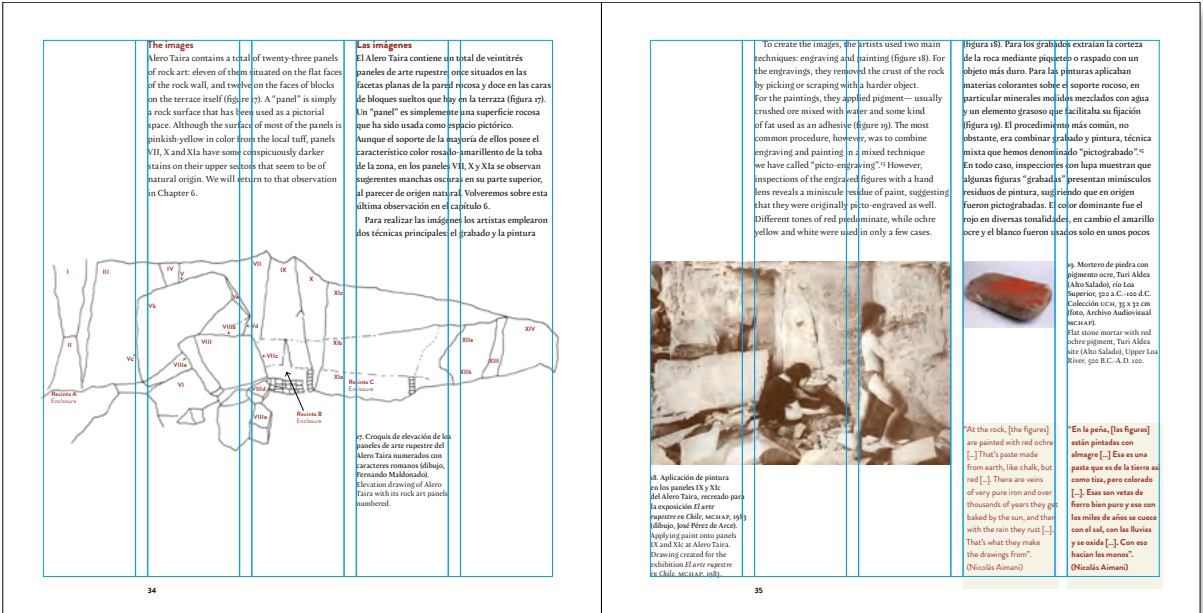 The images
Alero Taira contains a total of twenty-three panels
of rock art: eleven of them situated on the flat faces
of the rock wall, and twelve on the faces of blocks
on the terrace itself (figure 17). A “panel” is simply
a rock surface that has been used as a pictorial
space. Although the surface of most of the panels is
pinkish-yellow in color from the local tuff, panels
VII, X and XIa have some conspicuously darker
stains on their upper sectors that seem to be of
natural origin. We will return to that observation
in Chapter 6.
Las imágenes
El Alero Taira contiene un total de veintitrés
paneles de arte rupestre, once situados en las
facetas planas de la pared rocosa y doce en las caras
de bloques sueltos que hay en la terraza (figura 17).
Un “panel” es simplemente una superficie rocosa
que ha sido usada como espacio pictórico.
Aunque el soporte de la mayoría de ellos posee el
característico color rosado-amarillento de la toba
de la zona, en los paneles VII, X y XIa se observan
sugerentes manchas oscuras en su parte superior,
al parecer de origen natural. Volveremos sobre esta
última observación en el capítulo 6.
Para realizar las imágenes los artistas emplearon
dos técnicas principales: el grabado y la pintura
I
III
IV
V
VII
IX
X
XIc
Vb
Va
VIIIb
Vd
VIII
VIIc
XIb
XIV
XIIa
II
Vc
VIIIa
VI
XIII
XIIb
XIa
VIIId
VIIIa
Recinto A
Enclosure
Recinto B
Enclosure
Recinto C
Enclosure
17. Croquis de elevación de los
paneles de arte rupestre del
Alero Taira numerados con
caracteres romanos (dibujo,
Fernando Maldonado).
Elevation drawing of Alero
Taira with its rock art panels
numbered.
34
To create the images, the artists used two main
techniques: engraving and painting (figure 18). For
the engravings, they removed the crust of the rock
by picking or scraping with a harder object.
For the paintings, they applied pigment— usually
crushed ore mixed with water and some kind
of fat used as an adhesive (figure 19). The most
common procedure, however, was to combine
engraving and painting in a mixed technique
we have called “picto-engraving”.15 However,
inspections of the engraved figures with a hand
lens reveals a miniscule residue of paint, suggesting
that they were originally picto-engraved as well.
Different tones of red predominate, while ochre
yellow and white were used in only a few cases.
(figura 18). Para los grabados extraían la corteza
de la roca mediante piqueteo o raspado con un
objeto más duro. Para las pinturas aplicaban
materias colorantes sobre el soporte rocoso, en
particular minerales molidos mezclados con agua
y un elemento grasoso que facilitaba su fijación
(figura 19). El procedimiento más común, no
obstante, era combinar grabado y pintura, técnica
mixta que hemos denominado “pictograbado”.15
En todo caso, inspecciones con lupa muestran que
algunas figuras “grabadas” presentan minúsculos
residuos de pintura, sugiriendo que en origen
fueron pictograbadas. El color dominante fue el
rojo en diversas tonalidades, en cambio el amarillo
ocre y el blanco fueron usados solo en unos pocos
19. Mortero de piedra con
pigmento ocre, Turi Aldea
(Alto Salado), río Loa
Superior, 500 a.C.-100 d.C.
Colección UCH, 35 x 32 cm
(foto, Archivo Audiovisual
MCHAP).
Flat stone mortar with red
ochre pigment, Turi Aldea
site (Alto Salado), Upper Loa
River, 500 B.C.-A.D. 100.
18. Aplicación de pintura
en los paneles IX y XIc
del Alero Taira, recreado para
la exposición El arte
rupestre en Chile, MCHAP, 1983
(dibujo, José Pérez de Arce).
Applying paint onto panels
IX and XIc at Alero Taira.
Drawing created for the
exhibition El arte rupestre
en Chile, MCHAP, 1983.
“At the rock, [the figures]
are painted with red ochre
[...] That’s paste made
from earth, like chalk, but
red [...]. There are veins
of very pure iron and over
thousands of years they get
baked by the sun, and then
with the rain they rust [...].
That’s what they make
the drawings from”.
(Nicolás Aimani)
“En la peña, [las figuras]
están pintadas con
almagre [...] Esa es una
pasta que es de la tierra así
como tiza, pero colorado
[...]. Esas son vetas de
fierro bien puro y eso con
los miles de años se cuece
con el sol, con las lluvias
y se oxida [...]. Con eso
hacían los monos”.
(Nicolás Aimani)
35